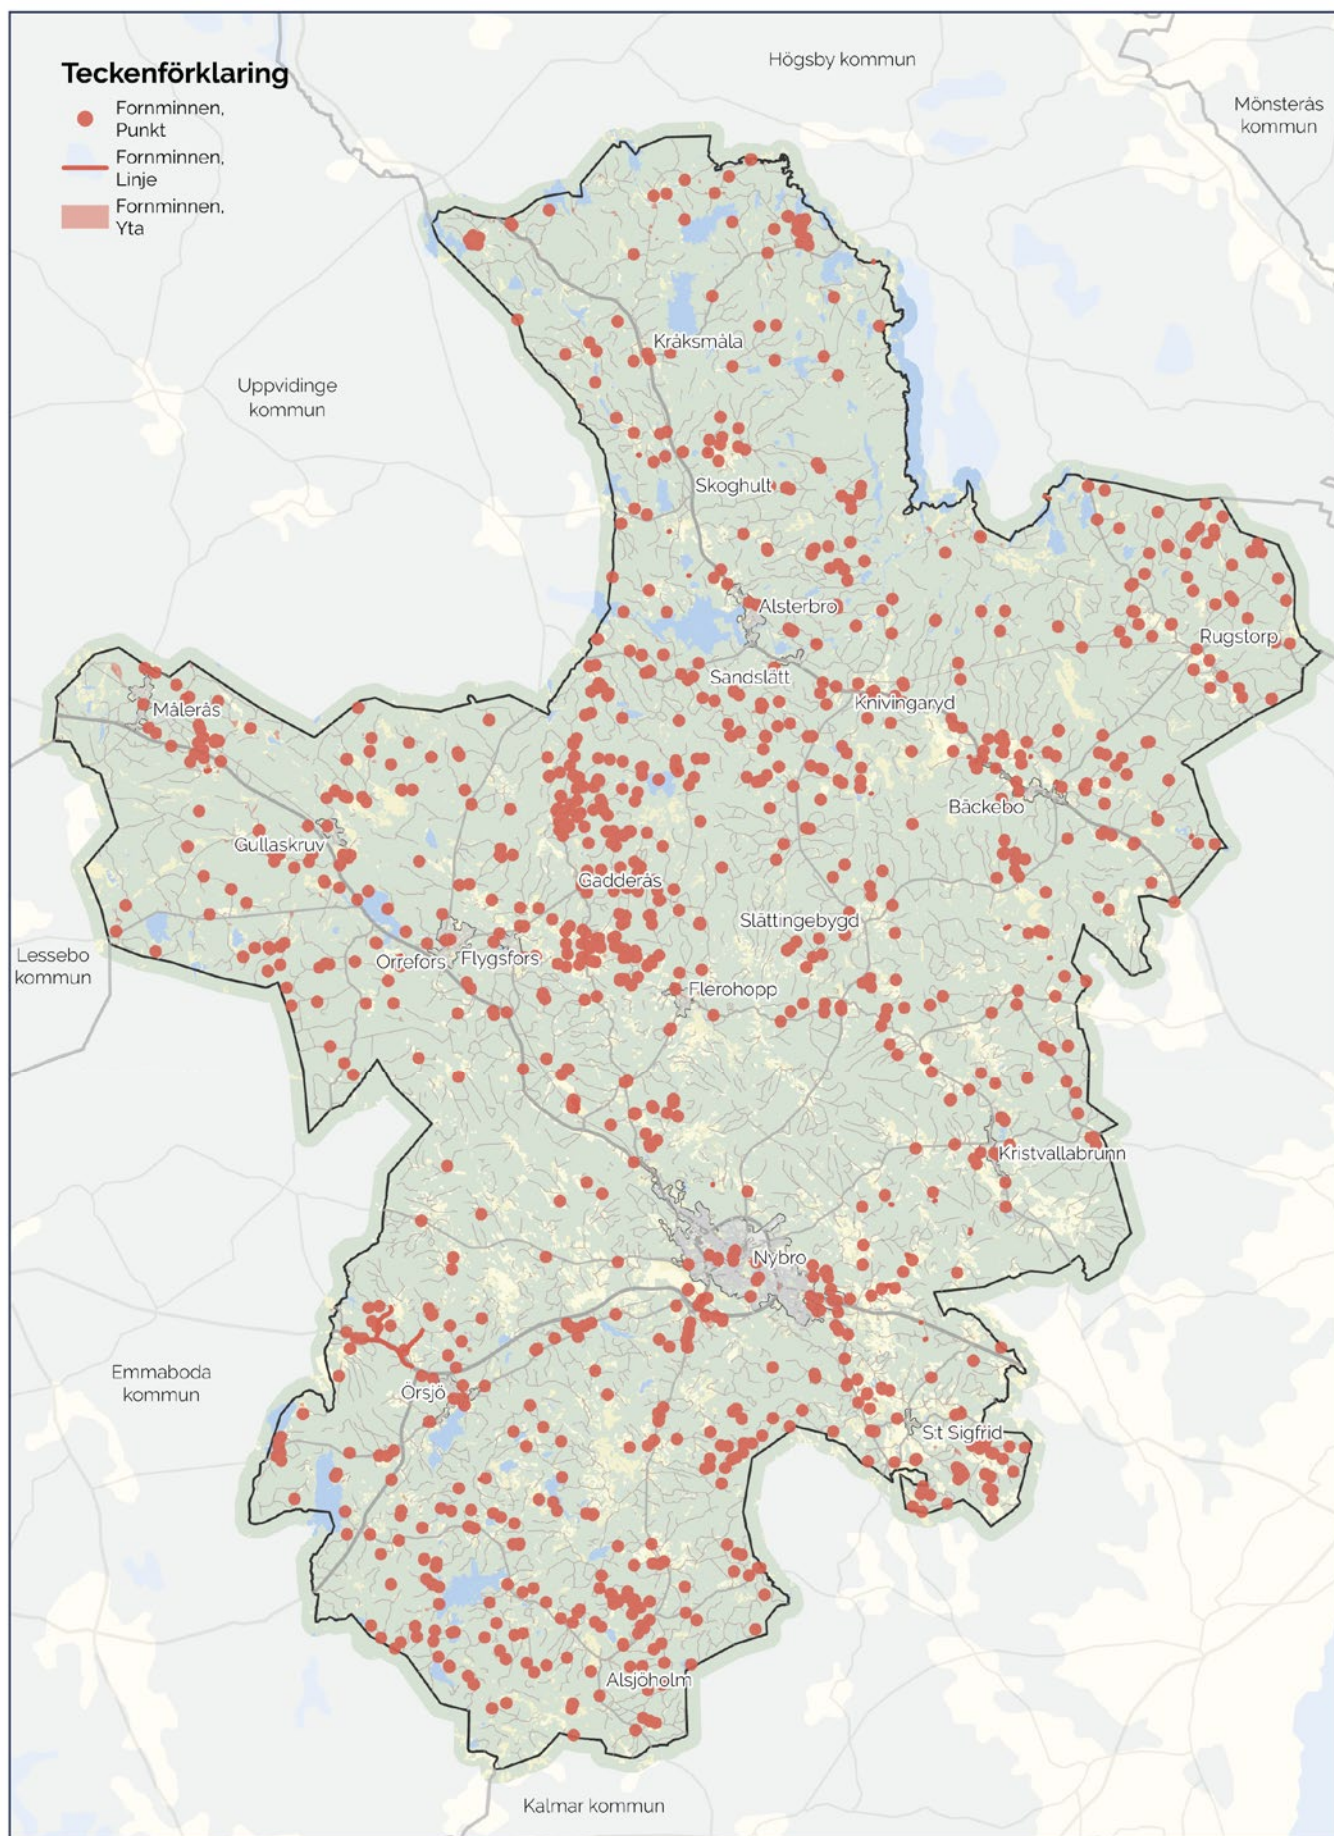 Teckenförklaring
Fornminnen,
Punkt
Fornminnen,
Linje
Fornminnen,
Yta
Högsby kommun
Mönsterås
kommun
Uppvidinge
kommun
Kråksmåla
Skoghult
Alsterbro
Rugstorp
Sandslätt
Målerås
Knivingaryd
Bäckebo
Gullaskruv
Gadderås
Slättingebygd
Lessebo
kommun
Orrefors
Flygsfors
Flerohopp
Kristvallabrunn
Nybro
Emmaboda
kommun
Örsjö
S:t Sigfrid
Alsjöholm
Kalmar kommun